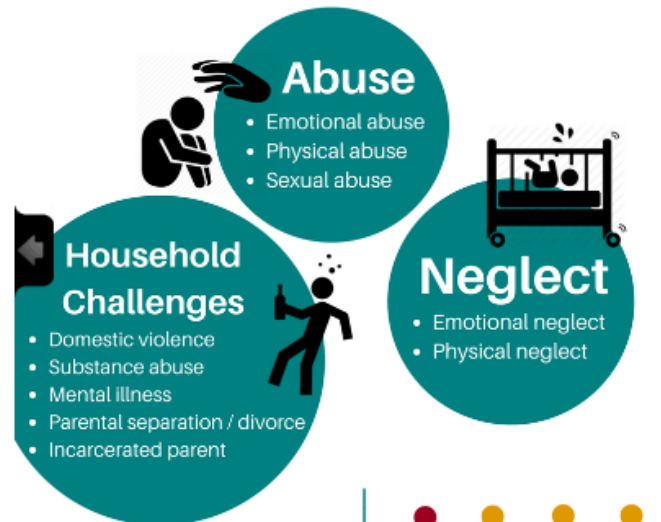 Abuse
• Emotional abuse
• Physical abuse
• Sexual abuse
Household
Challenges
• Domestic violence
• Substance abuse
• Mental illness
• Parental separation / divorce
• Incarcerated parent
Neglect
• Emotional neglect
• Physical neglect